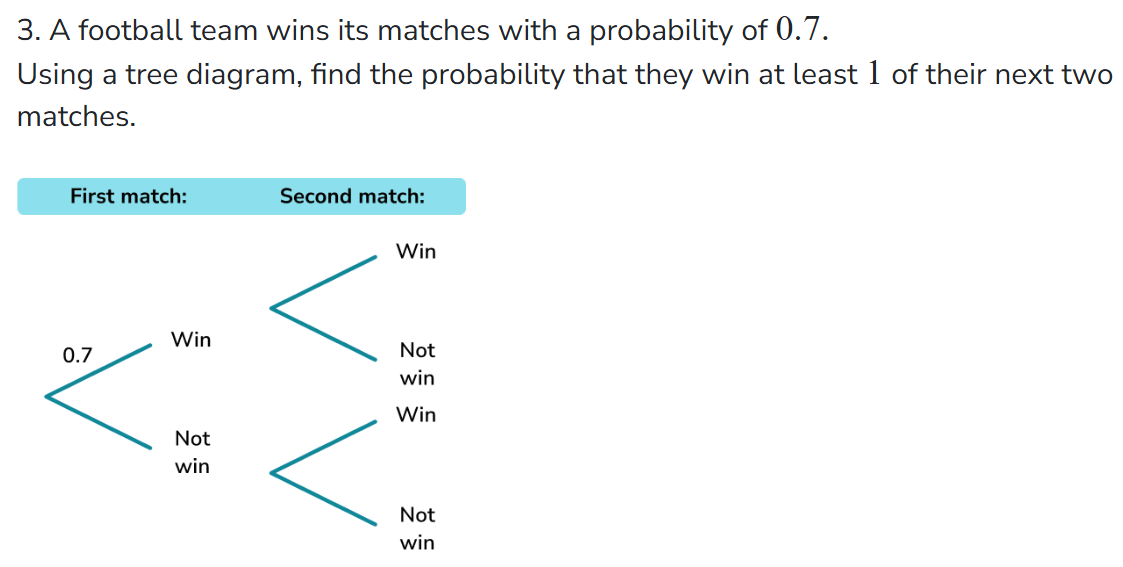 3. A football team wins its matches with a probability of 0.7.
Using a tree diagram, find the probability that they win at least 1 of their next two
matches.
First match: Second match:
Win
Win
0.7
Not
win
Win
Not
win
Not
win